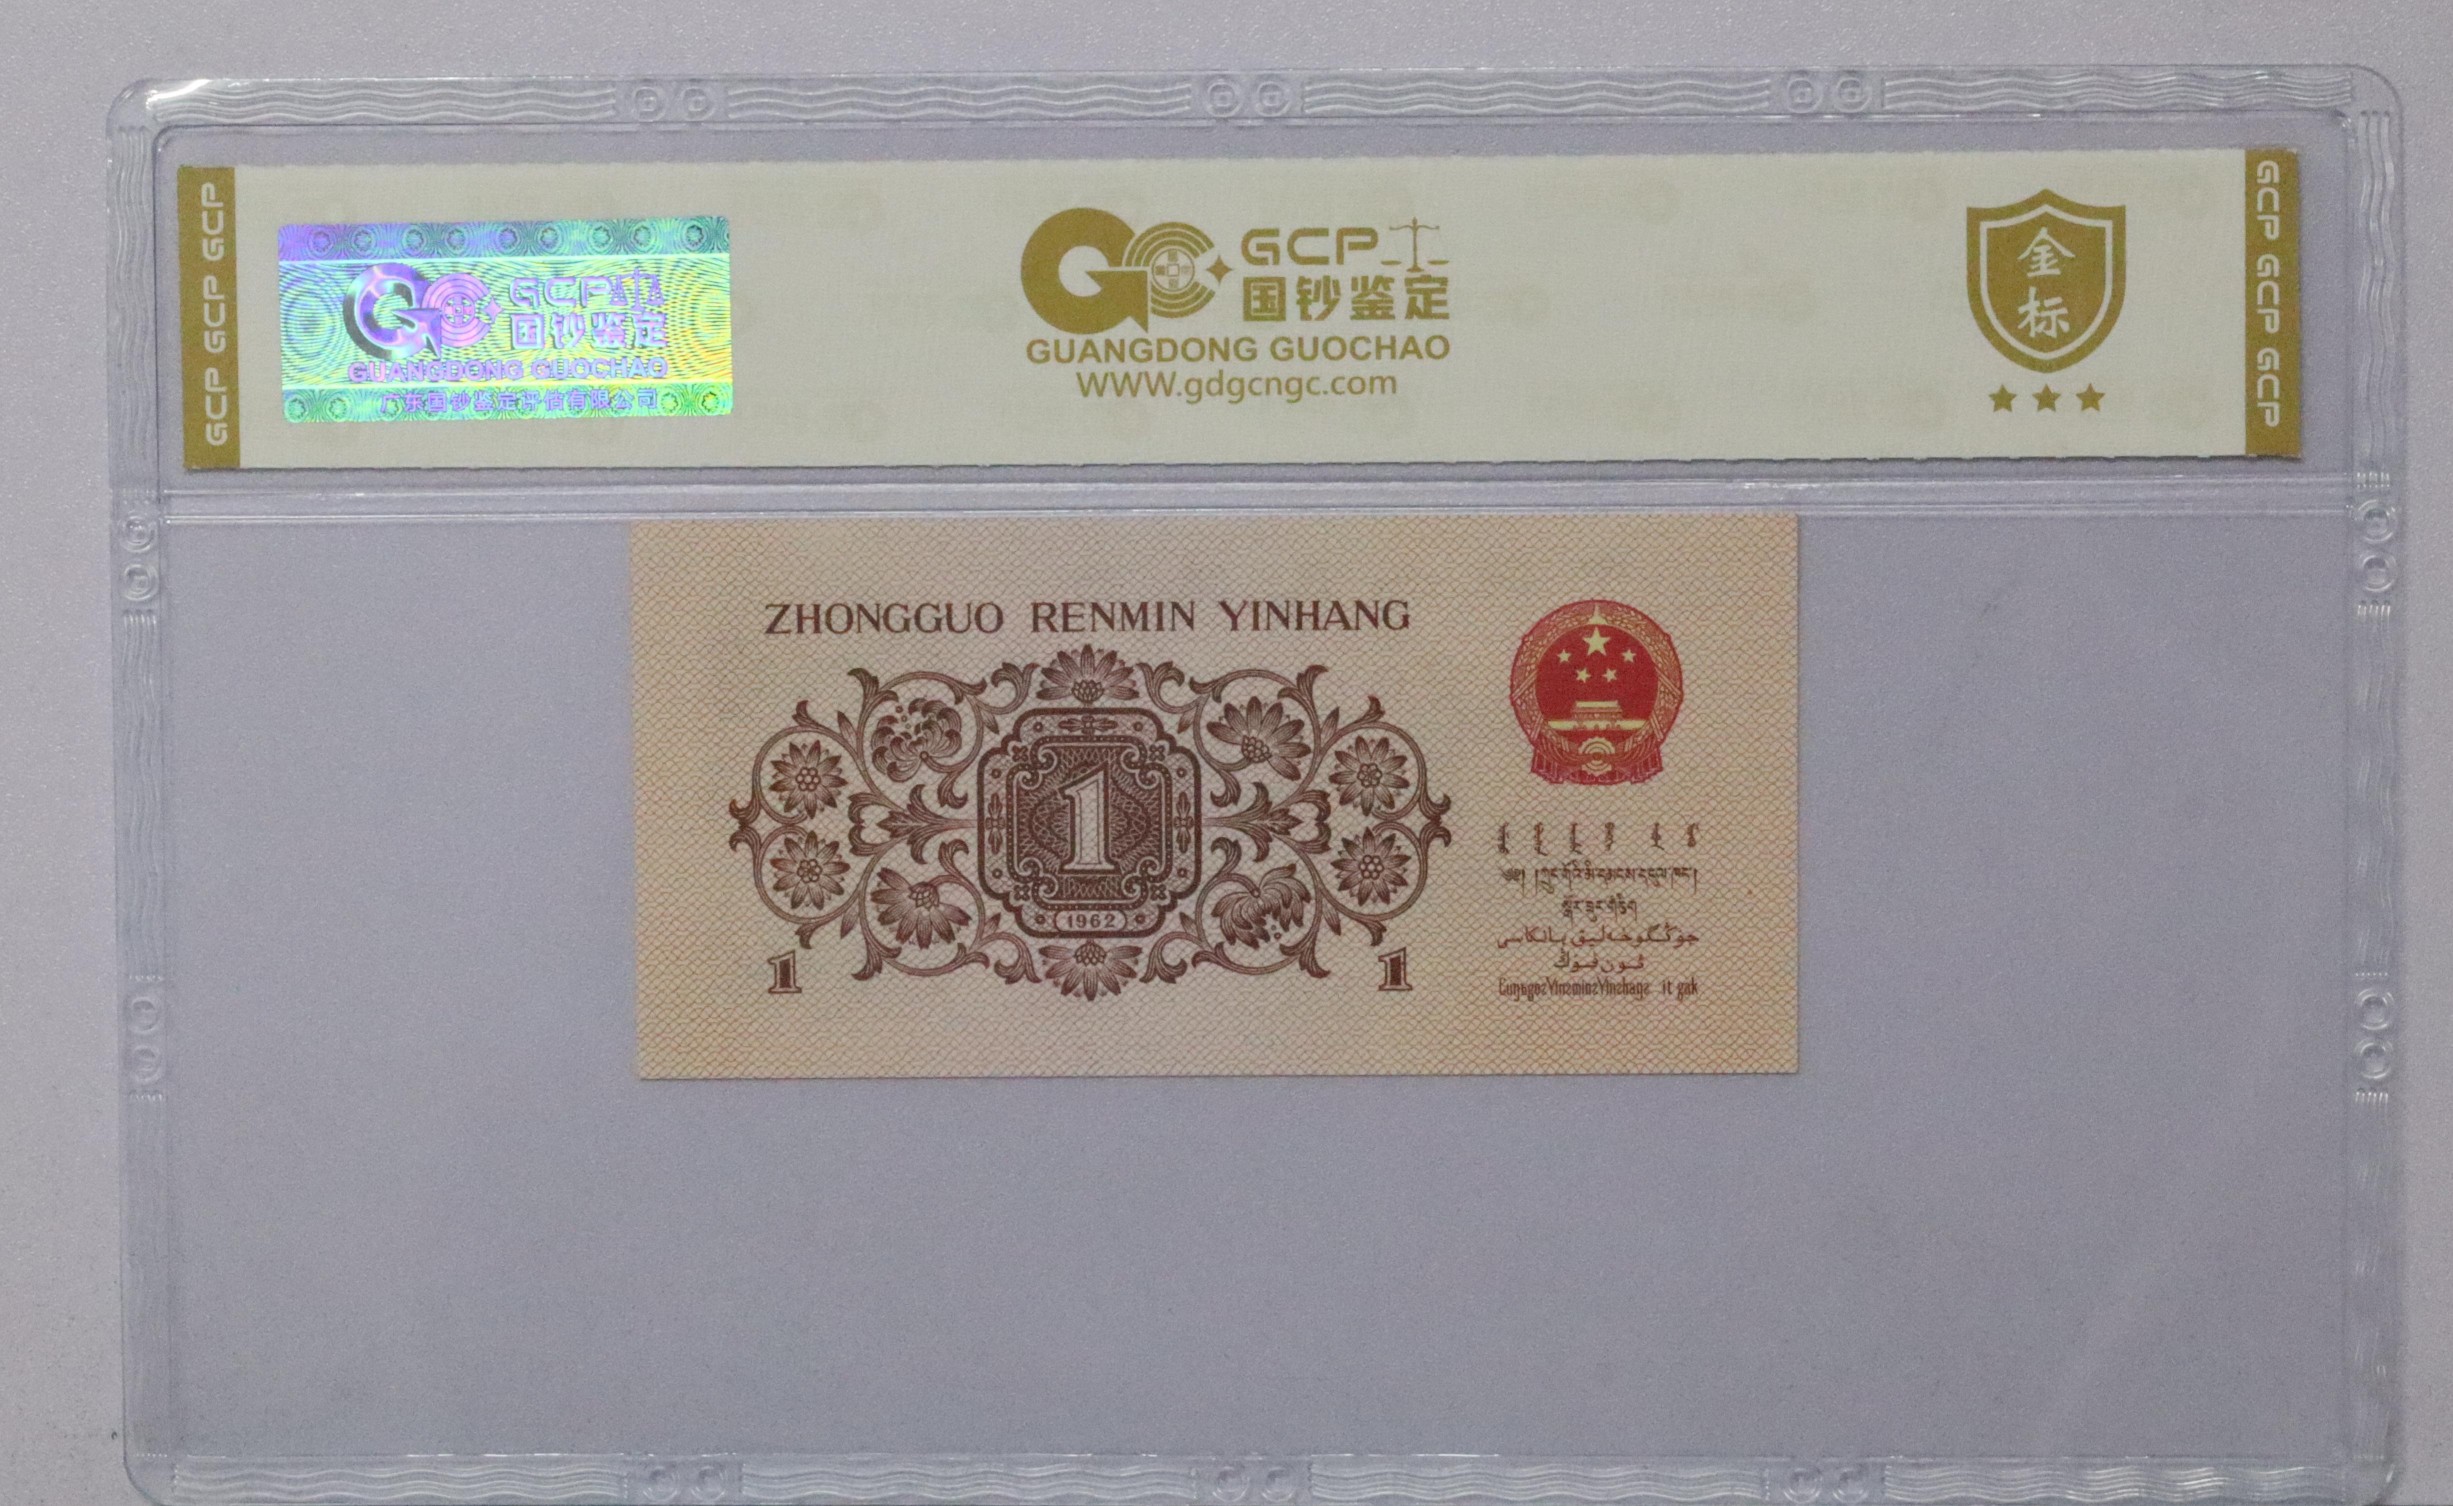 GCP GCP GCP
GCP
国钞鉴定
GUANGDONG GUOCHAO
广东国钞鉴定评估有限公司
GCP
国钞鉴定
GUANGDONG GUOCHAO
WWW.gdgcngc.com
金
标
GCP GCP GCP
ZHONGGUO RENMIN YINHANG
1
1962
1
1